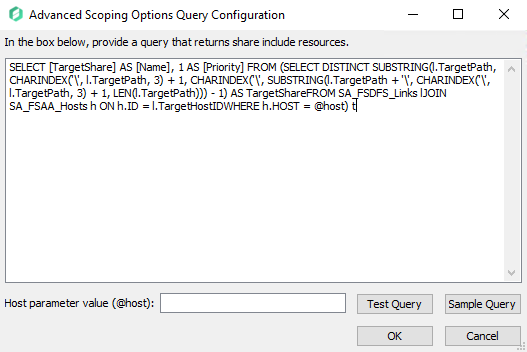 Advanced Scoping Options Query Configuration
In the box below, provide a query that returns share include resources.
SELECT [TargetShare] AS [Name], 1 AS [Priority] FROM (SELECT DISTINCT SUBSTRING(l.TargetPath,
CHARINDEX('\', l.TargetPath, 3) + 1, CHARINDEX('\', SUBSTRING(l.TargetPath + '\', CHARINDEX('\',
l.TargetPath, 3) + 1, LEN(l.TargetPath))) - 1) AS TargetShareFROM SA_FSDFS_Links lJOIN
SA_FSAA_Hosts h ON h.ID = l.TargetHostIDWHERE h.HOST = @host) t
Host parameter value (@host):
Test Query
Sample Query
OK
Cancel